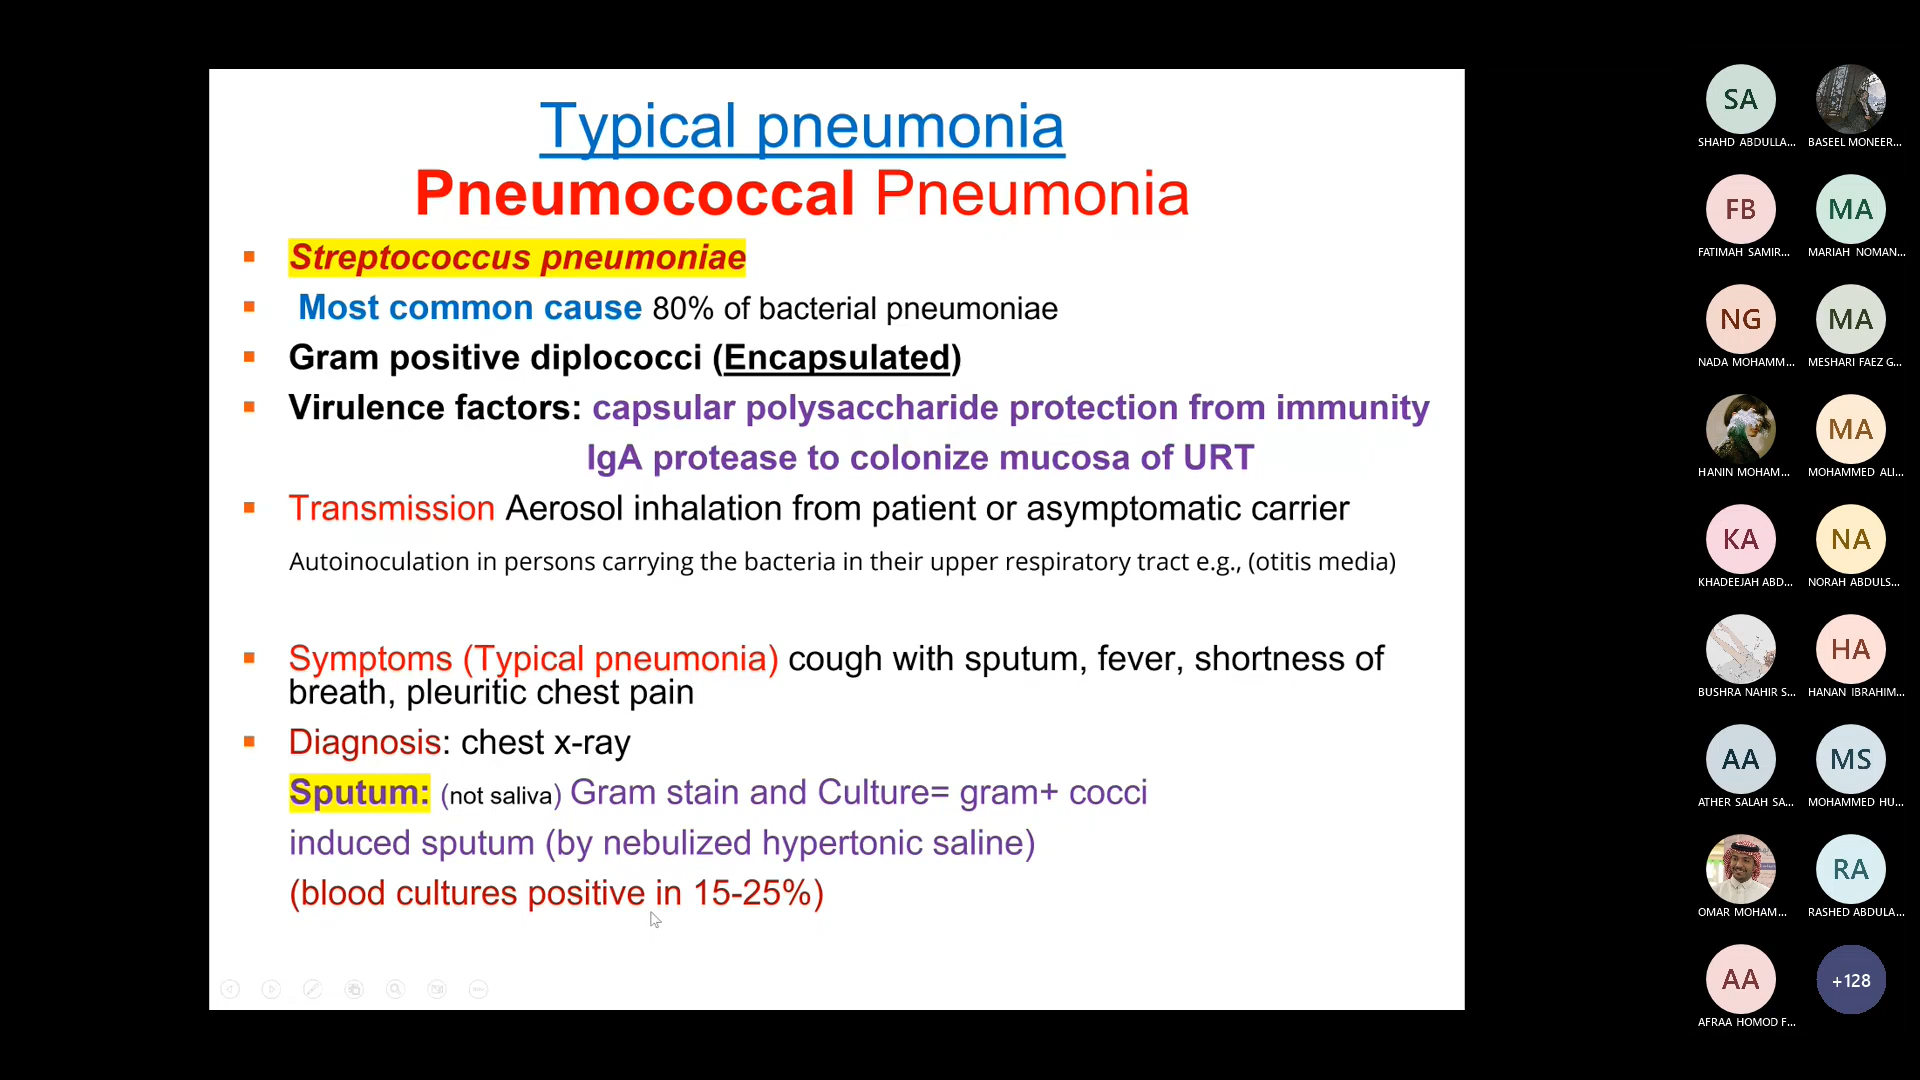 Typical pneumonia
Pneumococcal Pneumonia
Streptococcus pneumoniae
Most common cause 80% of bacterial pneumoniae
Gram positive diplococci (Encapsulated)
Virulence factors: capsular polysaccharide protection from immunity
IgA protease to colonize mucosa of URT
Transmission Aerosol inhalation from patient or asymptomatic carrier
Autoinoculation in persons carrying the bacteria in their upper respiratory tract e.g., (otitis media)
Symptoms (Typical pneumonia) cough with sputum, fever, shortness of
breath, pleuritic chest pain
Diagnosis: chest x-ray
Sputum: (not saliva) Gram stain and Culture= gram+ cocci
induced sputum (by nebulized hypertonic saline)
(blood cultures positive in 15-25%)
SA
SHAHD ABDULLA...
BASEEL MONEER...
FB
MA
FATIMAH SAMIR...
MARIAH NOMAN...
NG
MA
NADA MOHAMM...
MESHARI FAEZ G...
MA
HANIN MOHAM...
MOHAMMED ALI...
KA
NA
KHADEEJAH ABD...
NORAH ABDULS...
HA
BUSHRA NAHIR S...
HANAN IBRAHIM...
AA
MS
ATHER SALAH SA...
MOHAMMED HU...
RA
OMAR MOHAM...
RASHED ABDULA...
AA
+128
AFRAA HOMOD F...